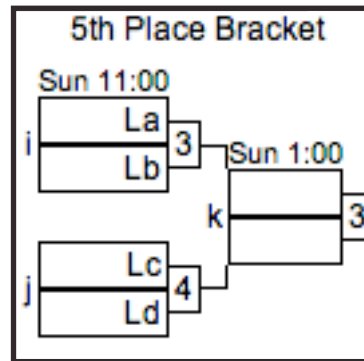 5th Place Bracket
Sun 11:00
La
i
3
Lb
Sun 1:00
k
3
Lc
j
4
Ld